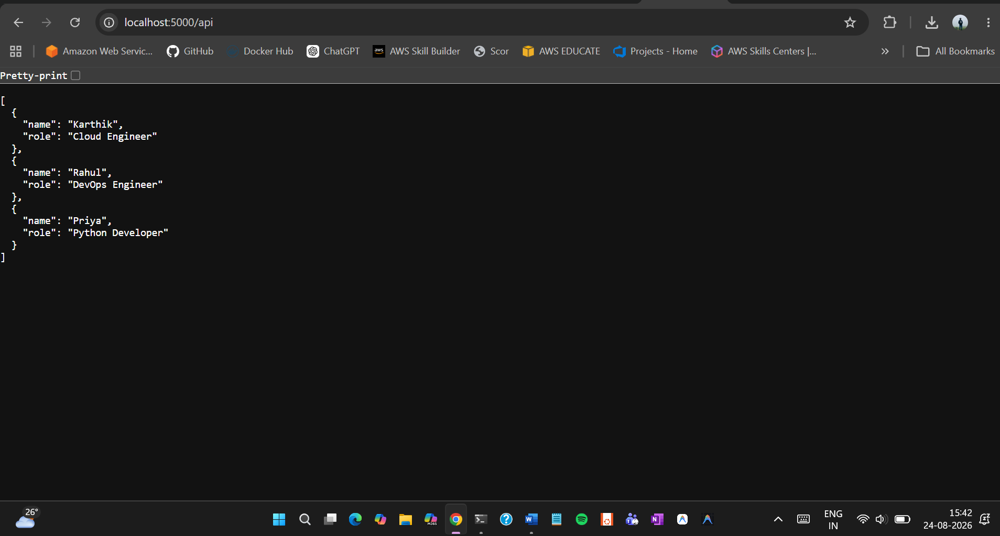 localhost:5000/api
Amazon Web Servic... GitHub Docker Hub ChatGPT aws AWS Skill Builder Scor AWS EDUCATE Projects - Home AWS Skills Centers |... » All Bookmarks
Pretty-print
[
  {
    "name": "Karthik",
    "role": "Cloud Engineer"
  },
  {
    "name": "Rahul",
    "role": "DevOps Engineer"
  },
  {
    "name": "Priya",
    "role": "Python Developer"
  }
]
26°
M365
ENG
IN
15:42
24-08-2026